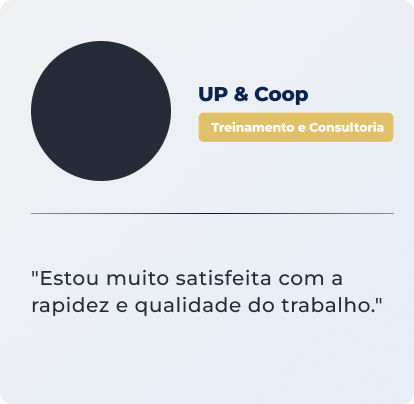 UP & Coop
Treinamento e Consultoria
"Estou muito satisfeita com a
rapidez e qualidade do trabalho."